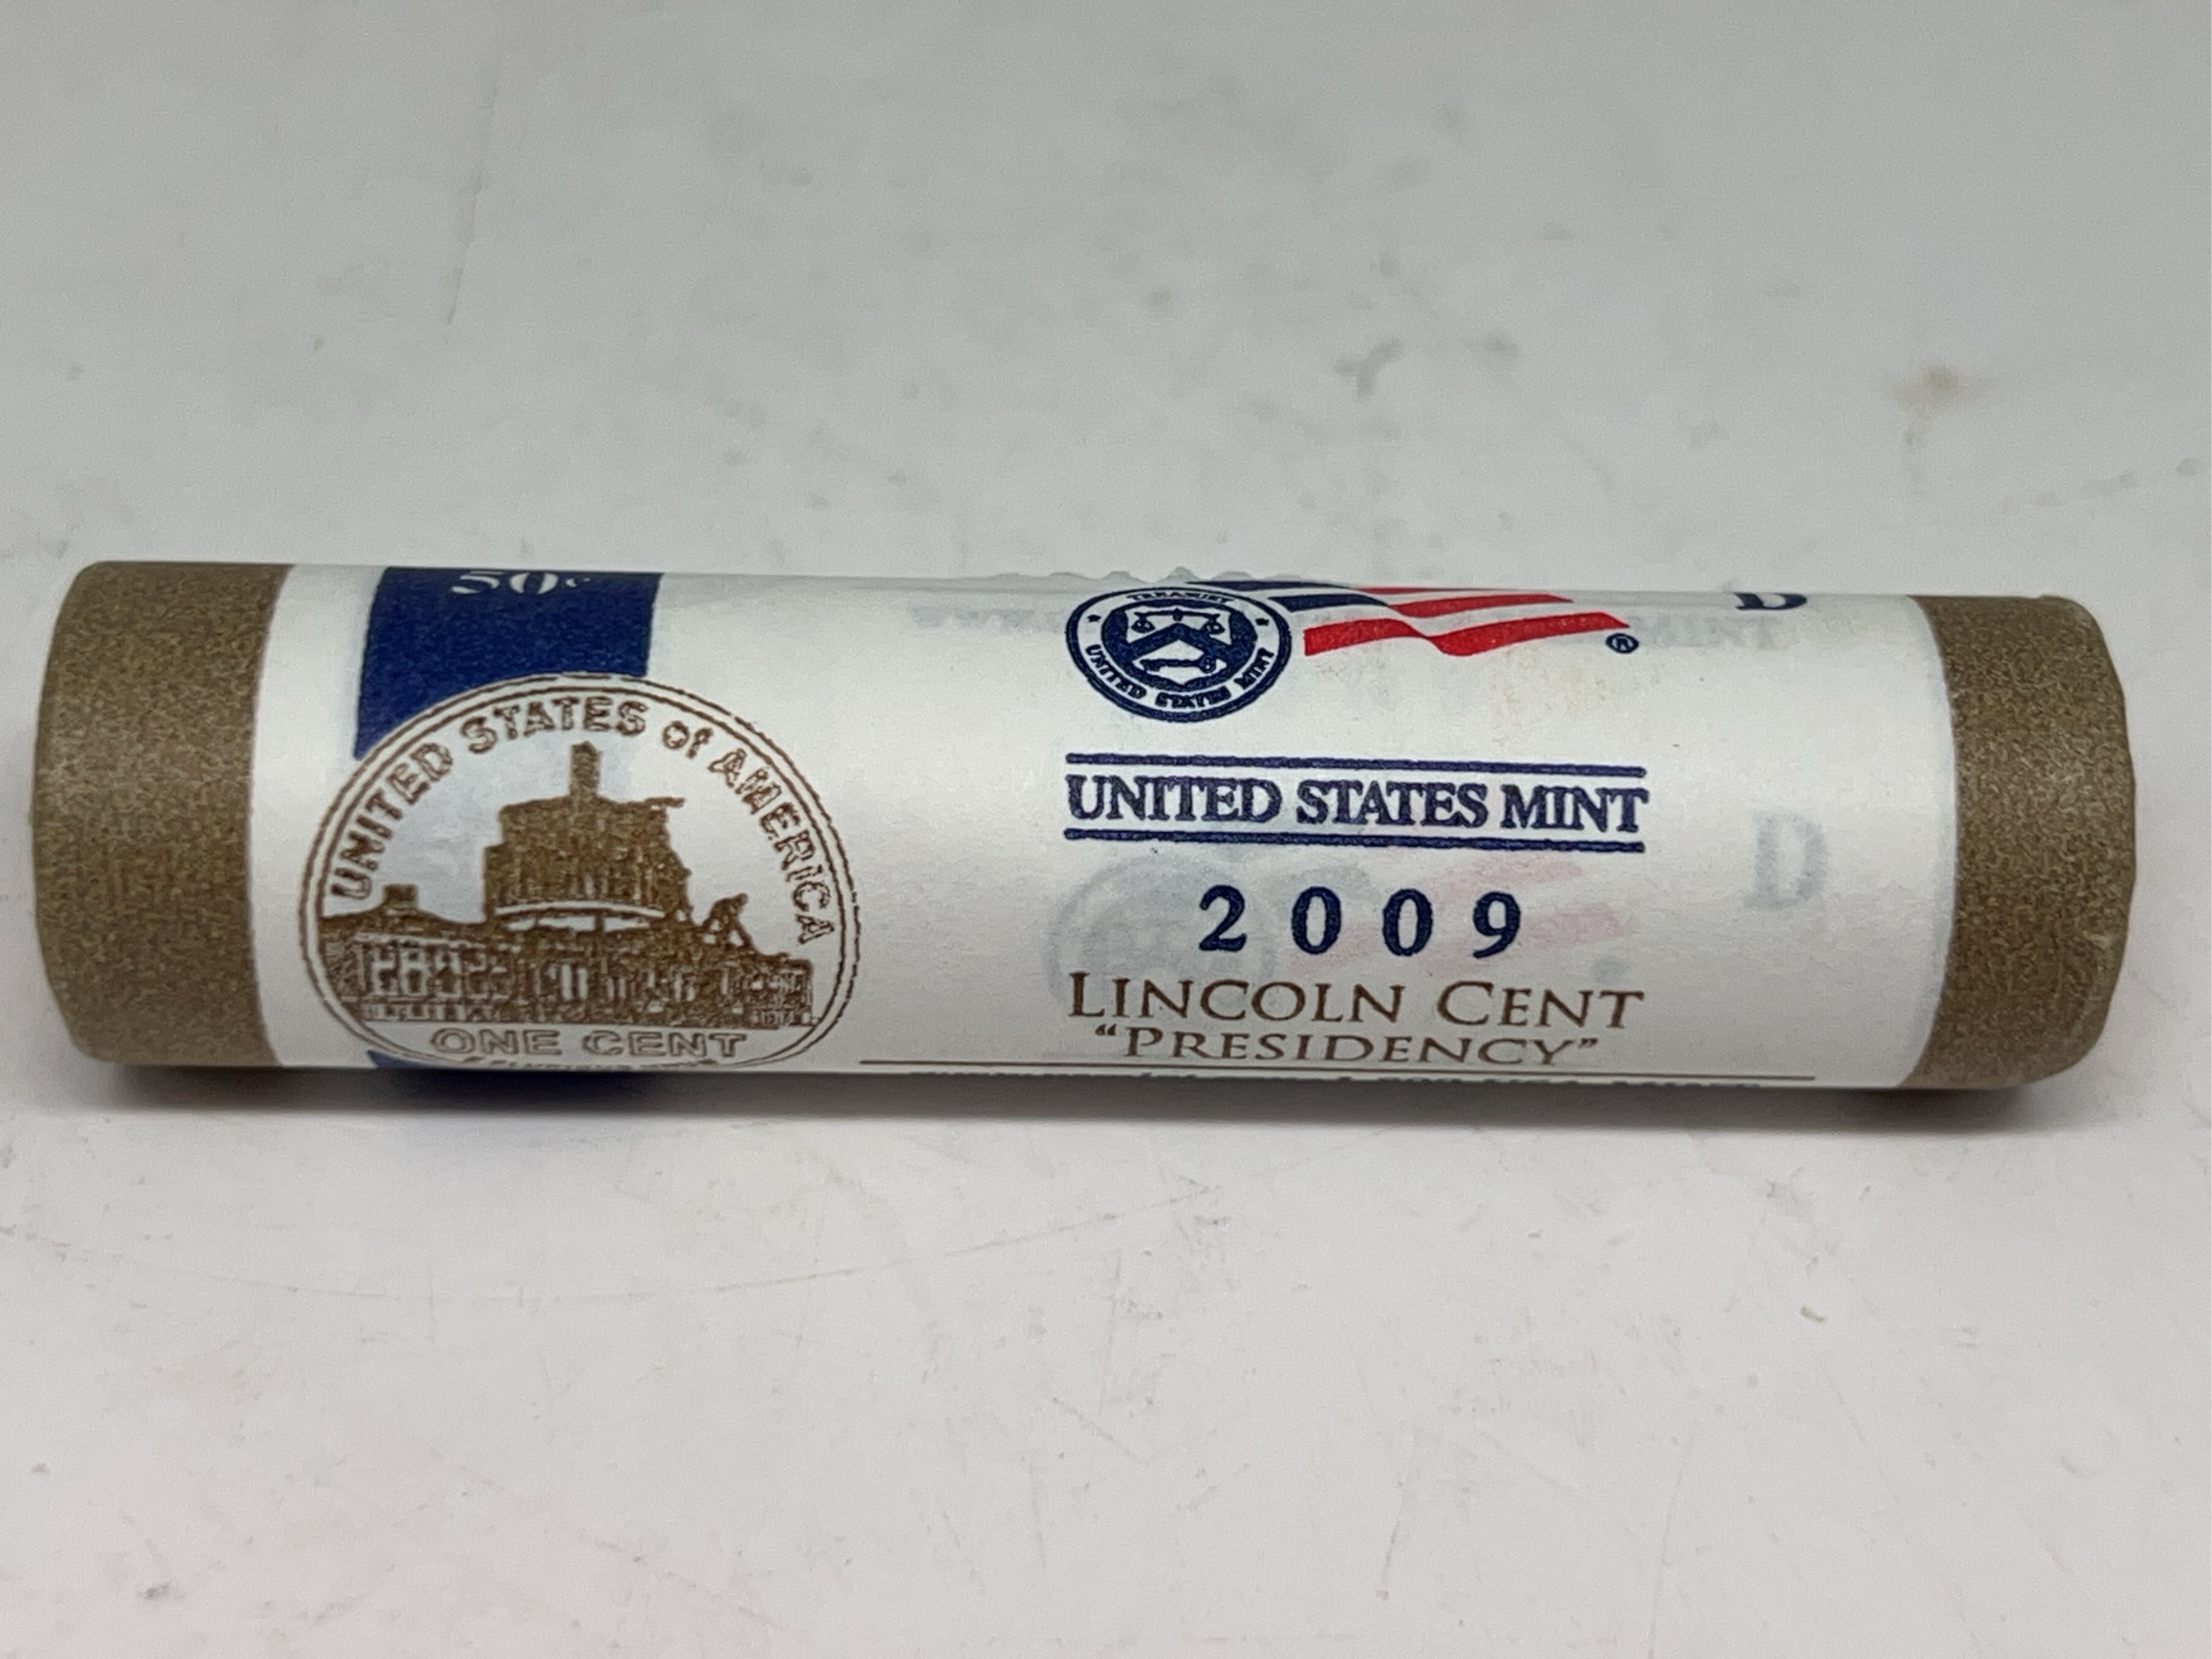 50¢
D
UNITED STATES of AMERICA
ONE CENT
UNITED STATES MINT
®
UNITED STATES MINT
2009
LINCOLN CENT
“PRESIDENCY”